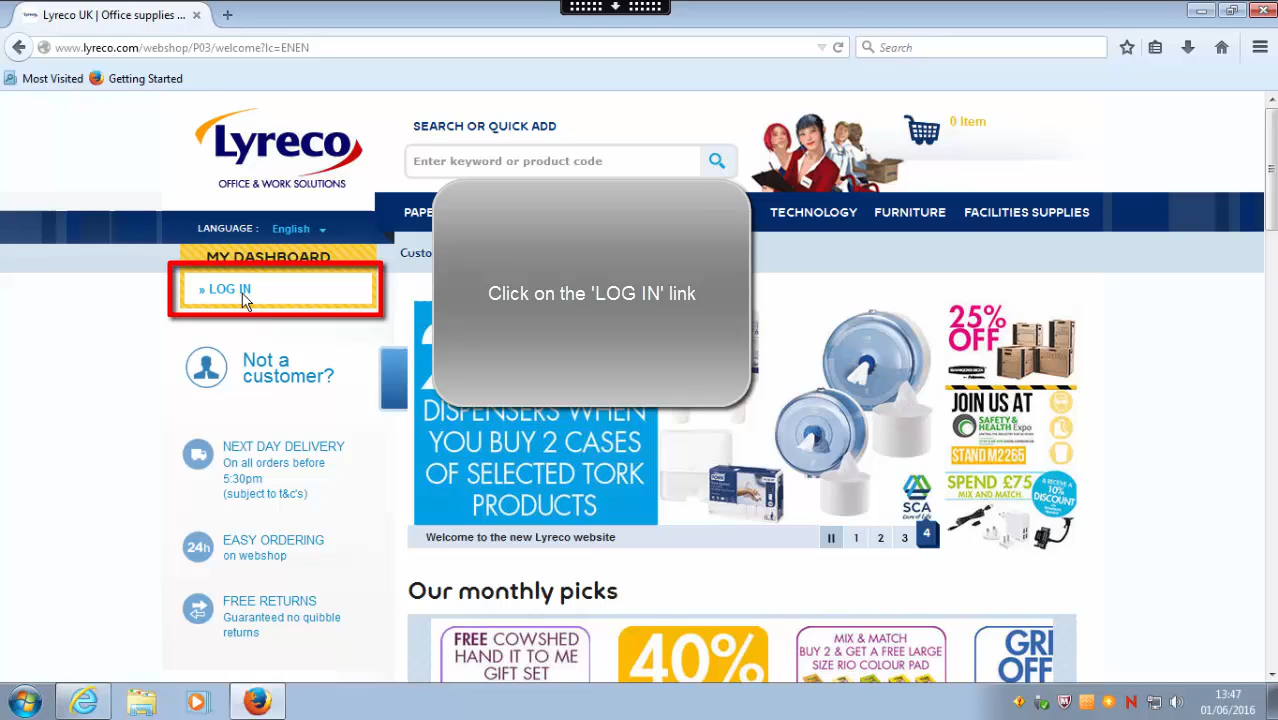 Lyreco UK | Office supplies ...
www.lyreco.com/webshop/P03/welcome?lc=ENEN
Search
Most Visited
Getting Started
Lyreco
OFFICE & WORK SOLUTIONS
SEARCH OR QUICK ADD
Enter keyword or product code
0 Item
LANGUAGE :
English
PAPE
TECHNOLOGY
FURNITURE
FACILITIES SUPPLIES
MY DASHBOARD
Custo
» LOG IN
Click on the 'LOG IN' link
Not a
customer?
NEXT DAY DELIVERY
On all orders before
5:30pm
(subject to t&c's)
24h
EASY ORDERING
on webshop
FREE RETURNS
Guaranteed no quibble
returns
DISPENSERS WHEN
YOU BUY 2 CASES
OF SELECTED TORK
PRODUCTS
SCA
Care of Life
25%
OFF
JOIN US AT
SAFETY &
HEALTH Expo
STAND M2265
SPEND £75
MIX AND MATCH
& RECEIVE A
10%
DISCOUNT
Welcome to the new Lyreco website
1
2
3
4
Our monthly picks
FREE COWSHED
HAND IT TO ME
GIFT SET
40%
MIX & MATCH
BUY 2 & GET A FREE LARGE
SIZE RIO COLOUR PAD
GRE
OFF
13:47
01/06/2016